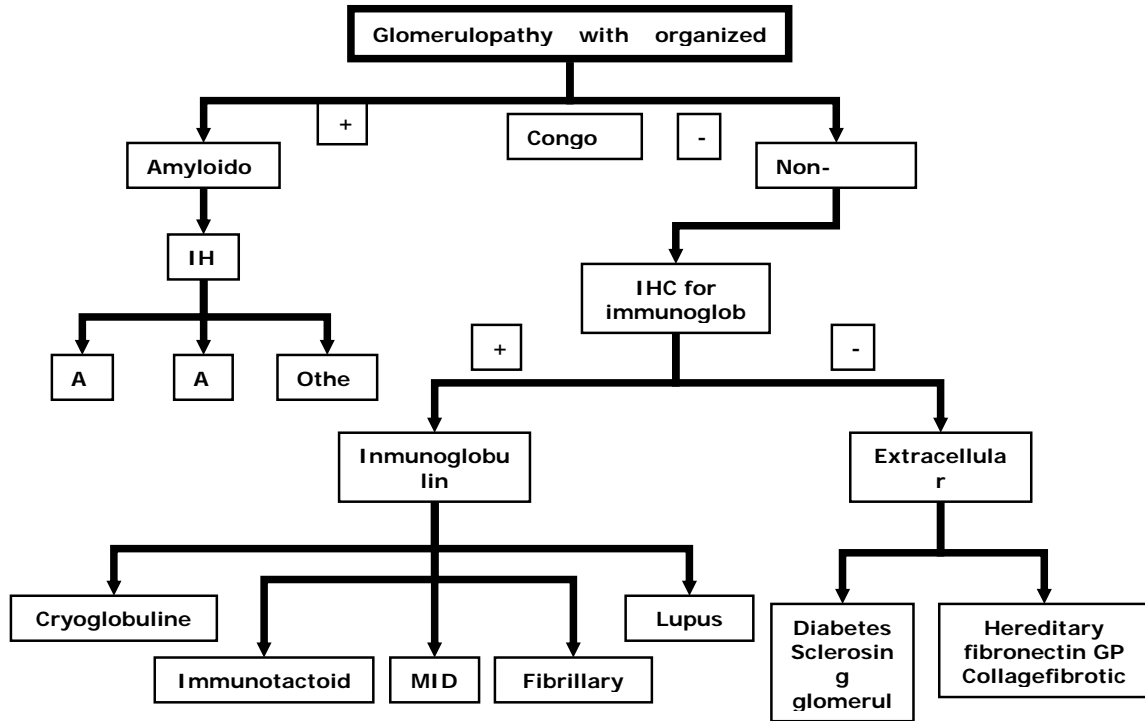 Glomerulopathy with organized
+
Congo
-
Amyloido
Non-
IH
IHC for
immunoglob
+
-
A
A
Othe
Inmunoglobu
lin
Extracellula
r
Cryoglobuline
Lupus
Immunotactoid
MID
Fibrillary
Diabetes
Sclerosin
g
glomerul
Hereditary
fibronectin GP
Collagefibrotic